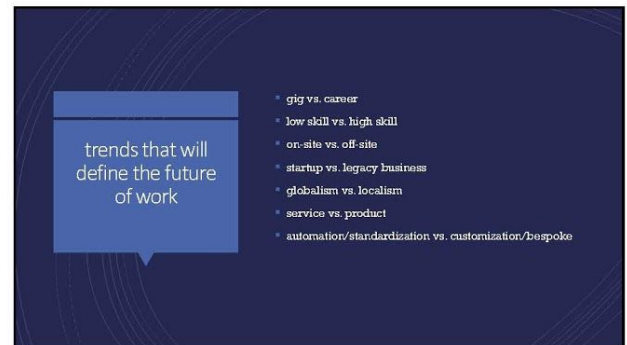 trends that will
define the future
of work
gig vs. career
low skill vs. high skill
on-site vs. off-site
startup vs. legacy business
globalism vs. localism
service vs. product
automation/standardization vs. customization/bespoke